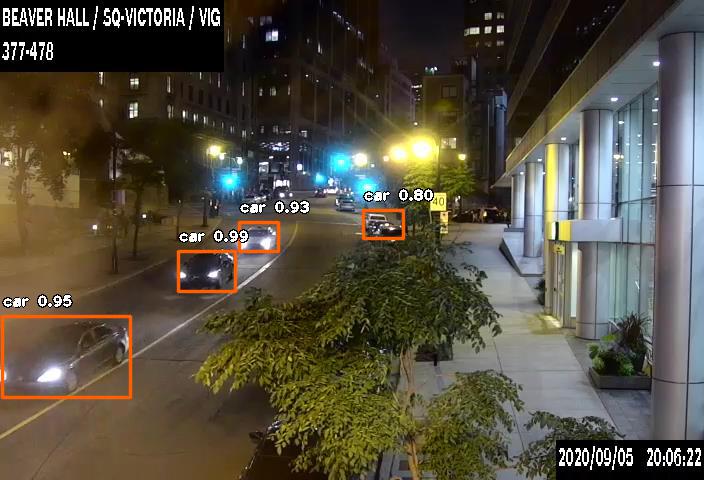 BEAVER HALL / SQ-VICTORIA / VIG
377-478
car 0.80
car 0.93
car 0.99
car 0.95
40
2020/09/05 20:06:22